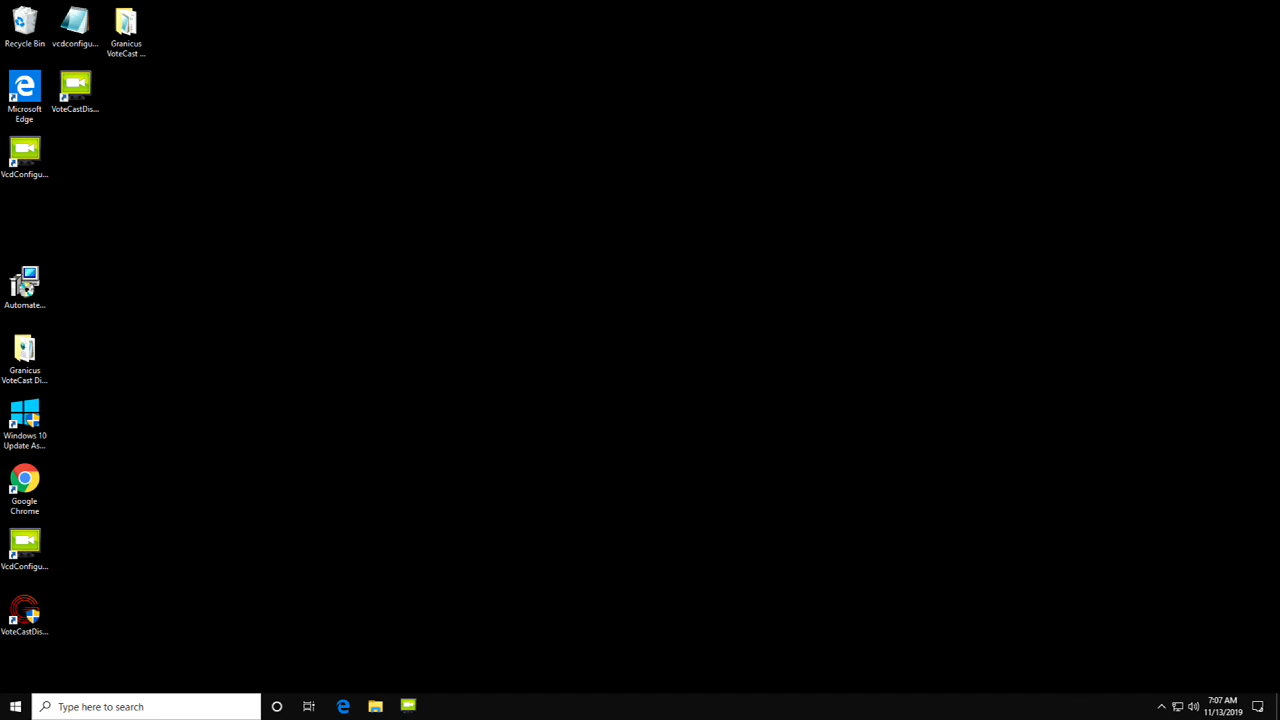 Recycle Bin
vcdconfigu...
Granicus
VoteCast ...
Microsoft
Edge
VoteCastDis...
VcdConfigu...
Automate...
Granicus
VoteCast Di...
Windows 10
Update As...
Google
Chrome
VcdConfigu...
VoteCastDis...
Type here to search
7:07 AM
11/13/2019